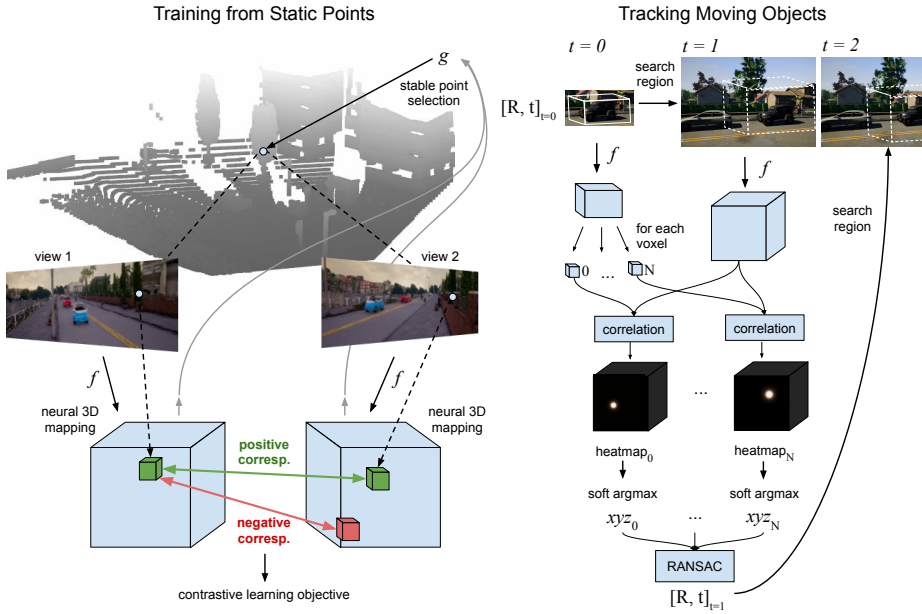 Training from Static Points
g
stable point
selection
view 1
view 2
f
f
neural 3D
mapping
neural 3D
mapping
positive
corresp.
negative
corresp.
contrastive learning objective
Tracking Moving Objects
t = 0
t = 1
t = 2
search
region
[R, t]t=0
f
f
for each
voxel
search
region
0 ... N
correlation
correlation
...
heatmap0
heatmapN
soft argmax
soft argmax
xyz0 ... xyzN
RANSAC
[R, t]t=1